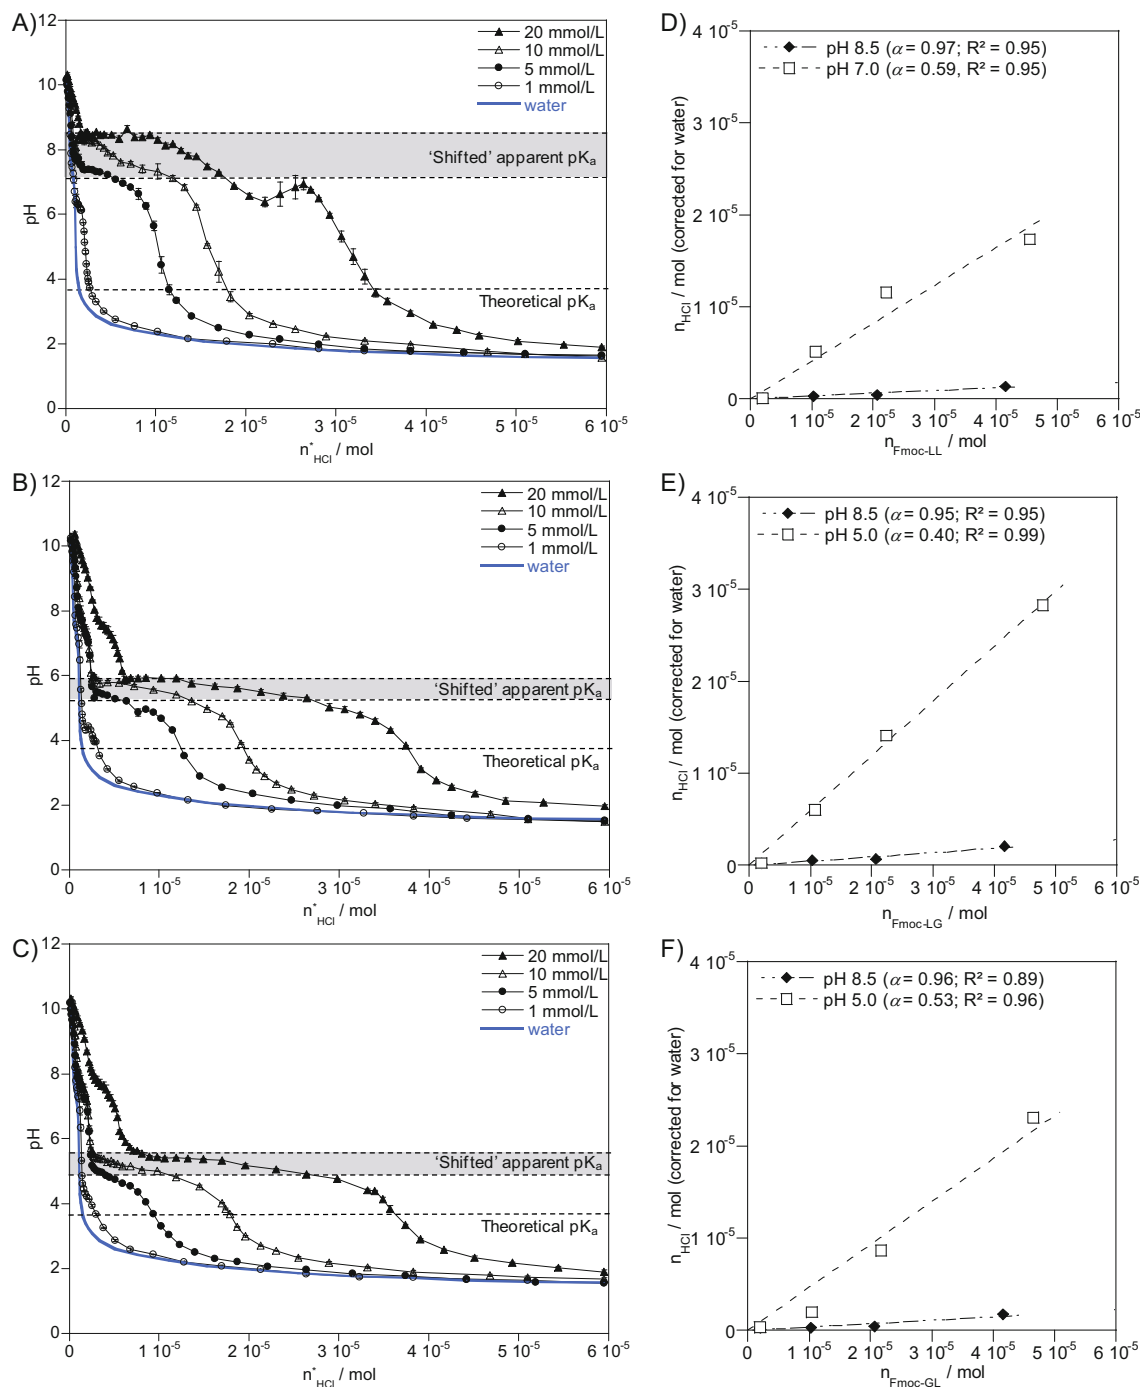 A)
20 mmol/L
10 mmol/L
5 mmol/L
1 mmol/L
water
'Shifted' apparent pKa
Theoretical pKa
pH
12
10
8
6
4
2
0
0 1 10-5 2 10-5 3 10-5 4 10-5 5 10-5 6 10-5
n*HCl / mol
D)
pH 8.5 (α = 0.97; R² = 0.95)
pH 7.0 (α = 0.59, R² = 0.95)
nHCl / mol (corrected for water)
4 10-5
3 10-5
2 10-5
1 10-5
0
0 1 10-5 2 10-5 3 10-5 4 10-5 5 10-5 6 10-5
nFmoc-LL / mol
B)
20 mmol/L
10 mmol/L
5 mmol/L
1 mmol/L
water
'Shifted' apparent pKa
Theoretical pKa
pH
12
10
8
6
4
2
0
0 1 10-5 2 10-5 3 10-5 4 10-5 5 10-5 6 10-5
n*HCl / mol
E)
pH 8.5 (α = 0.95; R² = 0.95)
pH 5.0 (α = 0.40; R² = 0.99)
nHCl / mol (corrected for water)
4 10-5
3 10-5
2 10-5
1 10-5
0
0 1 10-5 2 10-5 3 10-5 4 10-5 5 10-5 6 10-5
nFmoc-LG / mol
C)
20 mmol/L
10 mmol/L
5 mmol/L
1 mmol/L
water
'Shifted' apparent pKa
Theoretical pKa
pH
12
10
8
6
4
2
0
0 1 10-5 2 10-5 3 10-5 4 10-5 5 10-5 6 10-5
n*HCl / mol
F)
pH 8.5 (α = 0.96; R² = 0.89)
pH 5.0 (α = 0.53; R² = 0.96)
nHCl / mol (corrected for water)
4 10-5
3 10-5
2 10-5
1 10-5
0
0 1 10-5 2 10-5 3 10-5 4 10-5 5 10-5 6 10-5
nFmoc-GL / mol